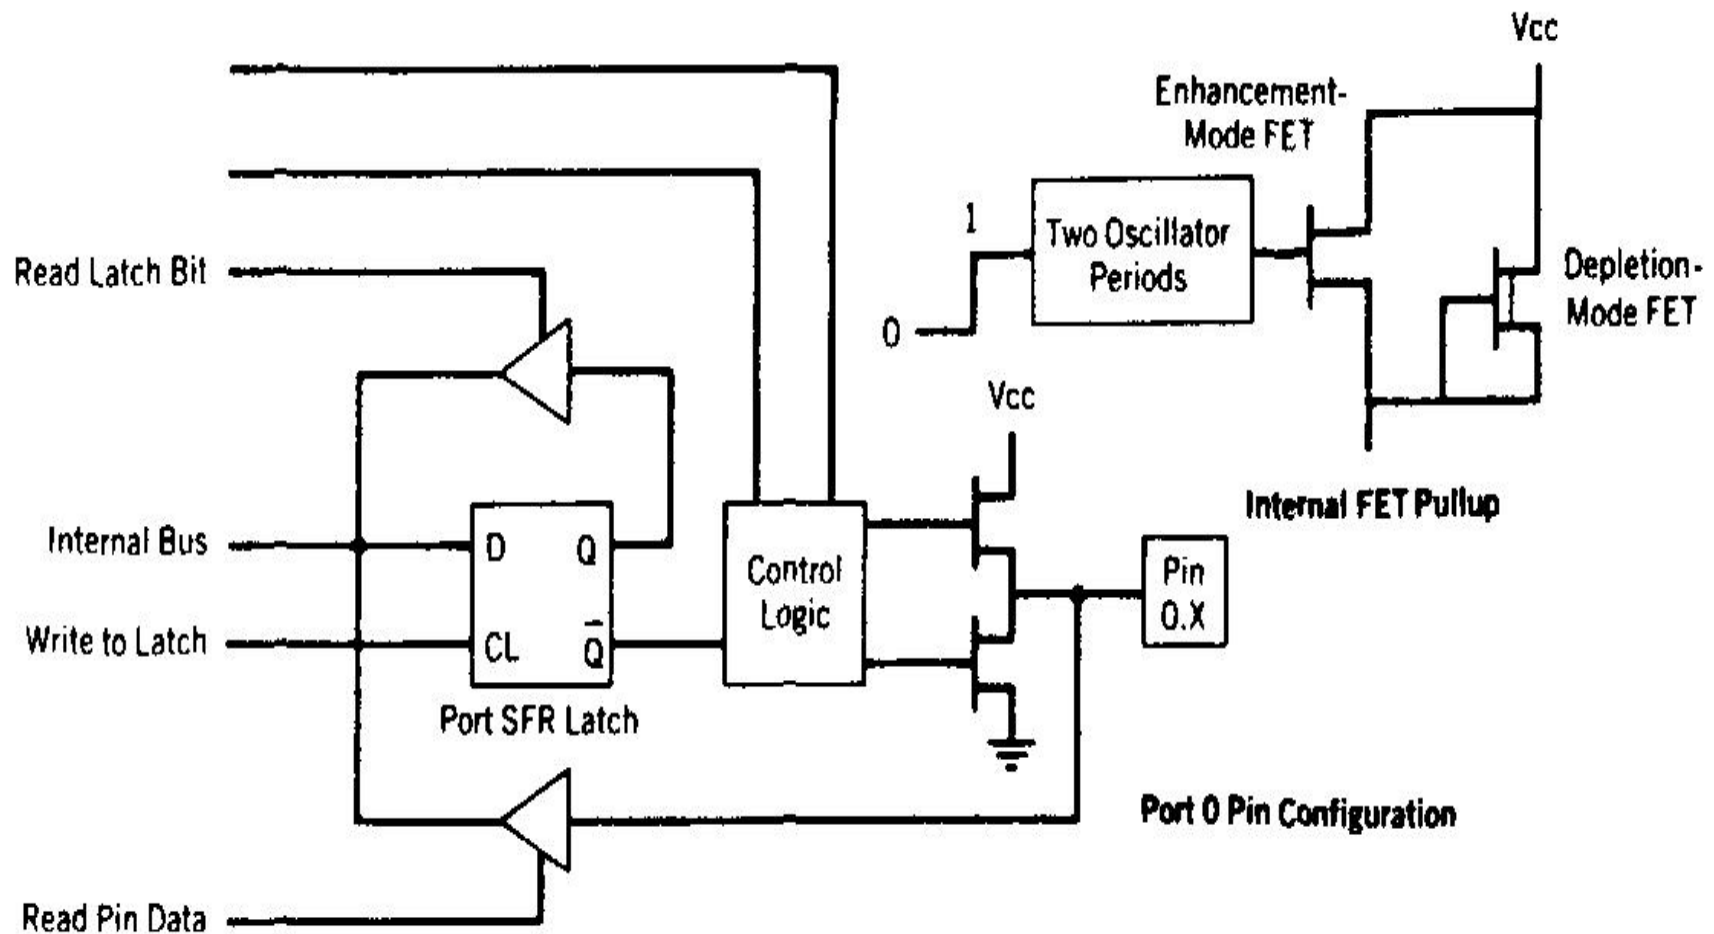 Vcc
Enhancement-
Mode FET
1
Two Oscillator
Periods
0
Depletion-
Mode FET
Read Latch Bit
Vcc
Internal FET Pullup
Internal Bus
D
Q
Control
Logic
Pin
0.X
Write to Latch
CL
Q̅
Port SFR Latch
Port 0 Pin Configuration
Read Pin Data